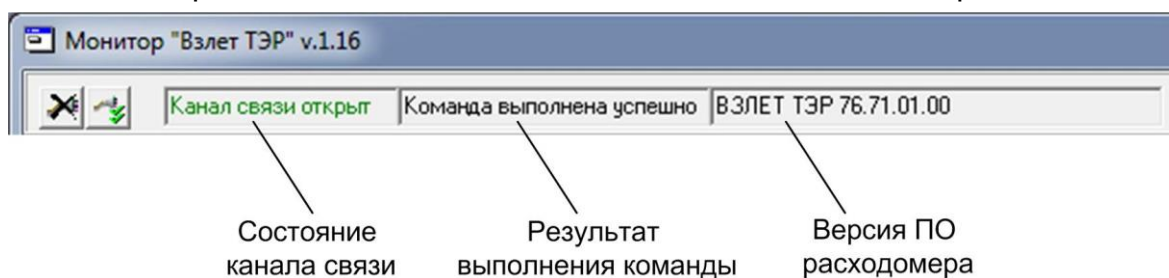 Монитор "Взлет ТЭР" v.1.16
Канал связи открыт Команда выполнена успешно ВЗЛЕТ ТЭР 76.71.01.00
Состояние Результат Версия ПО
канала связи выполнения команды расходомера